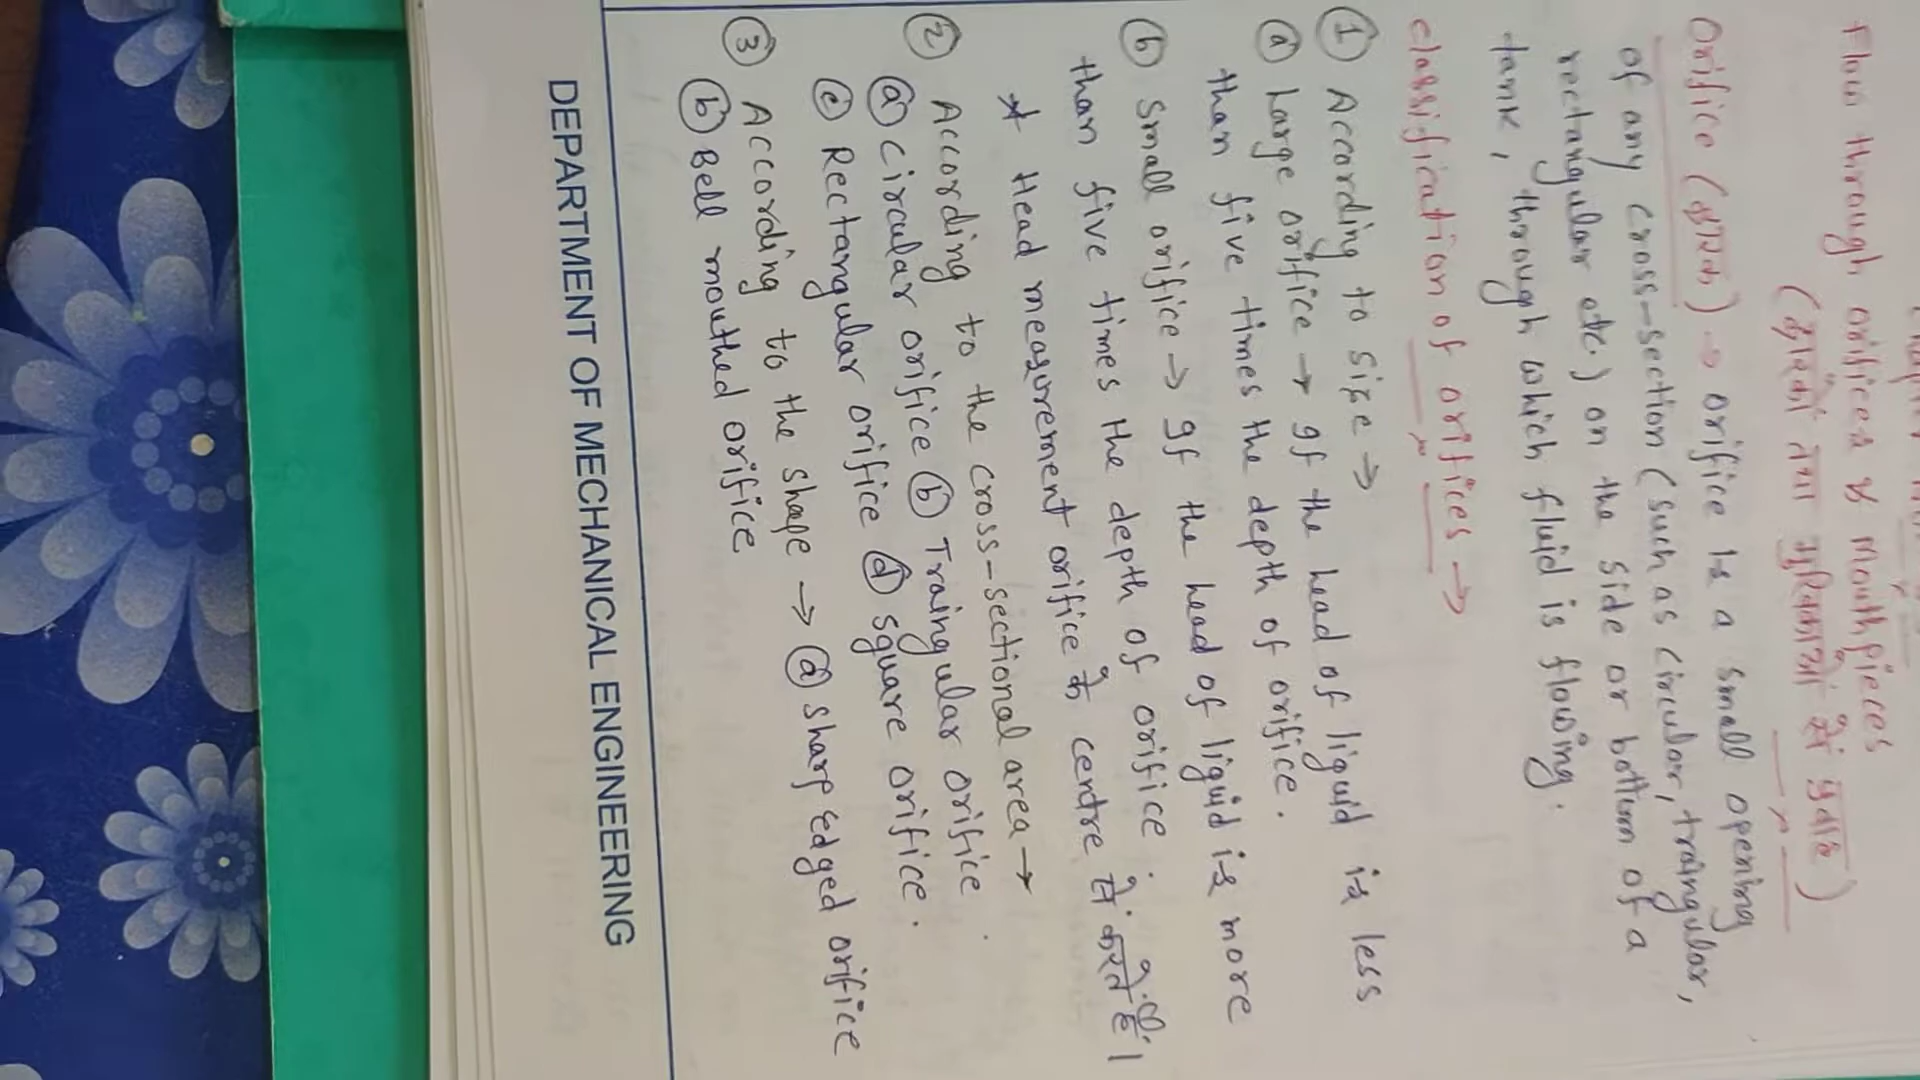 Flow through orifices & Mouthpieces
Orifice ( → orifice is a small opening
of any cross-section (such as circular, traingular,
rectangular etc.) on the side or bottom of a
tank, through which fluid is flowing.
classification of orifices →
① According to size →
ⓐ Large orifice → If the head of liquid is less
than five times the depth of orifice.
ⓑ Small orifice → If the head of liquid is more
than five times the depth of orifice.
* Head measurement orifice के centre से करते हैं।
② According to the cross-sectional area →
ⓐ circular orifice ⓑ Traingular orifice.
ⓒ Rectangular orifice ⓓ square orifice.
③ According to the shape → ⓐ sharp edged orifice
ⓑ Bell mouthed orifice
DEPARTMENT OF MECHANICAL ENGINEERING